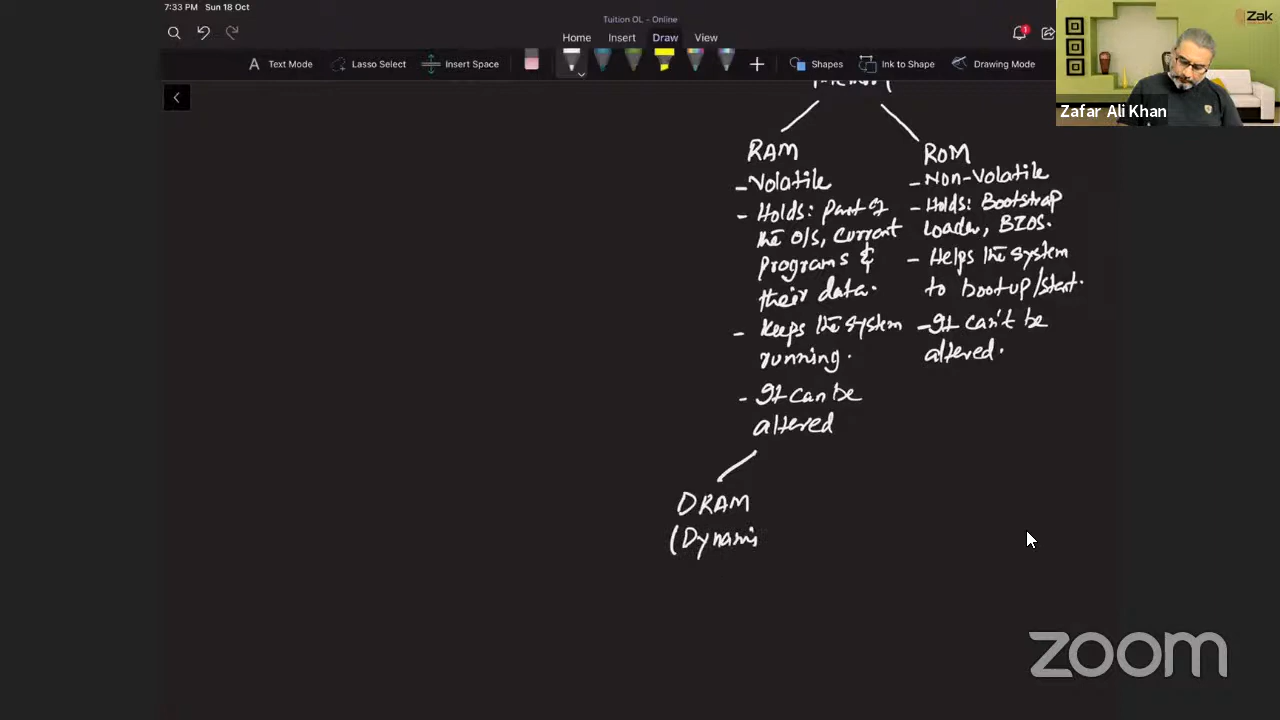 7:33 PM Sun 18 Oct
Tuition OL - Online
Home Insert Draw View
1
Text Mode Lasso Select Insert Space Shapes Ink to Shape Drawing Mode
Zak
Zafar Ali Khan
RAM
- Volatile
- Holds: Part of
the O/S, Current
Programs &
their data.
- Keeps the system
running.
- It can be
altered
ROM
- Non-Volatile
- Holds: Bootstrap
Loader, BIOS.
- Helps the system
to bootup/start.
- It can't be
altered.
DRAM
(Dynamic
zoom